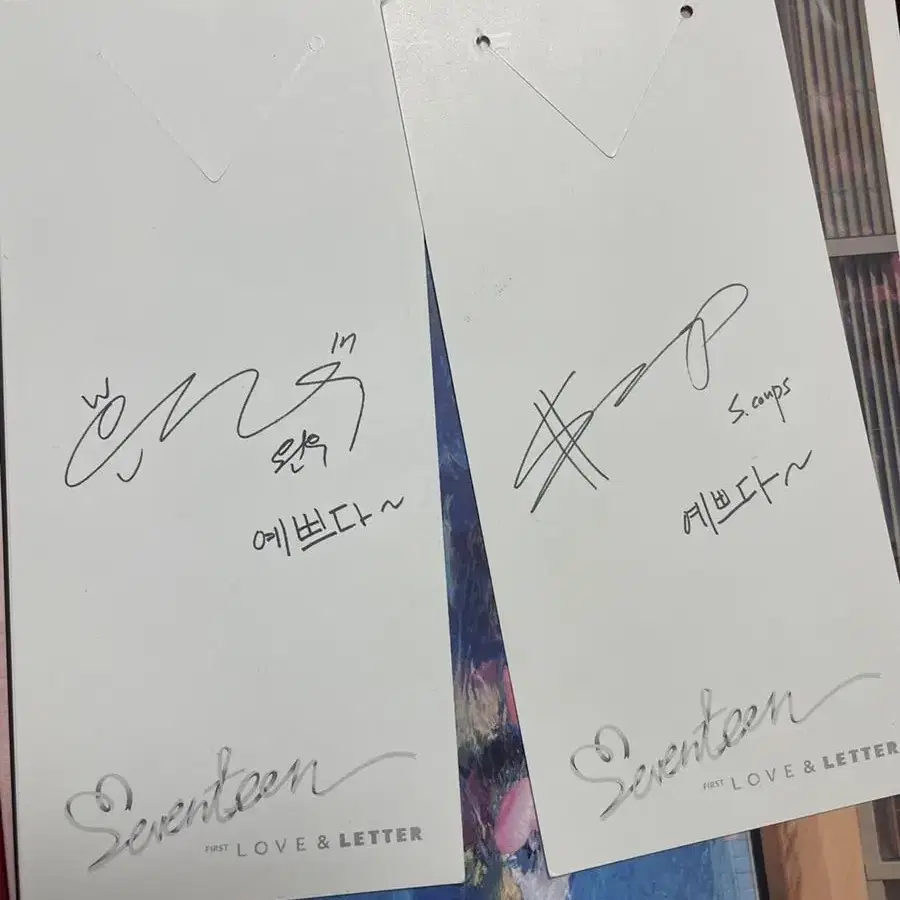 원우
예쁘다~
Seventeen
FIRST LOVE & LETTER
S.coups
예쁘다~
Seventeen
FIRST LOVE & LETTER